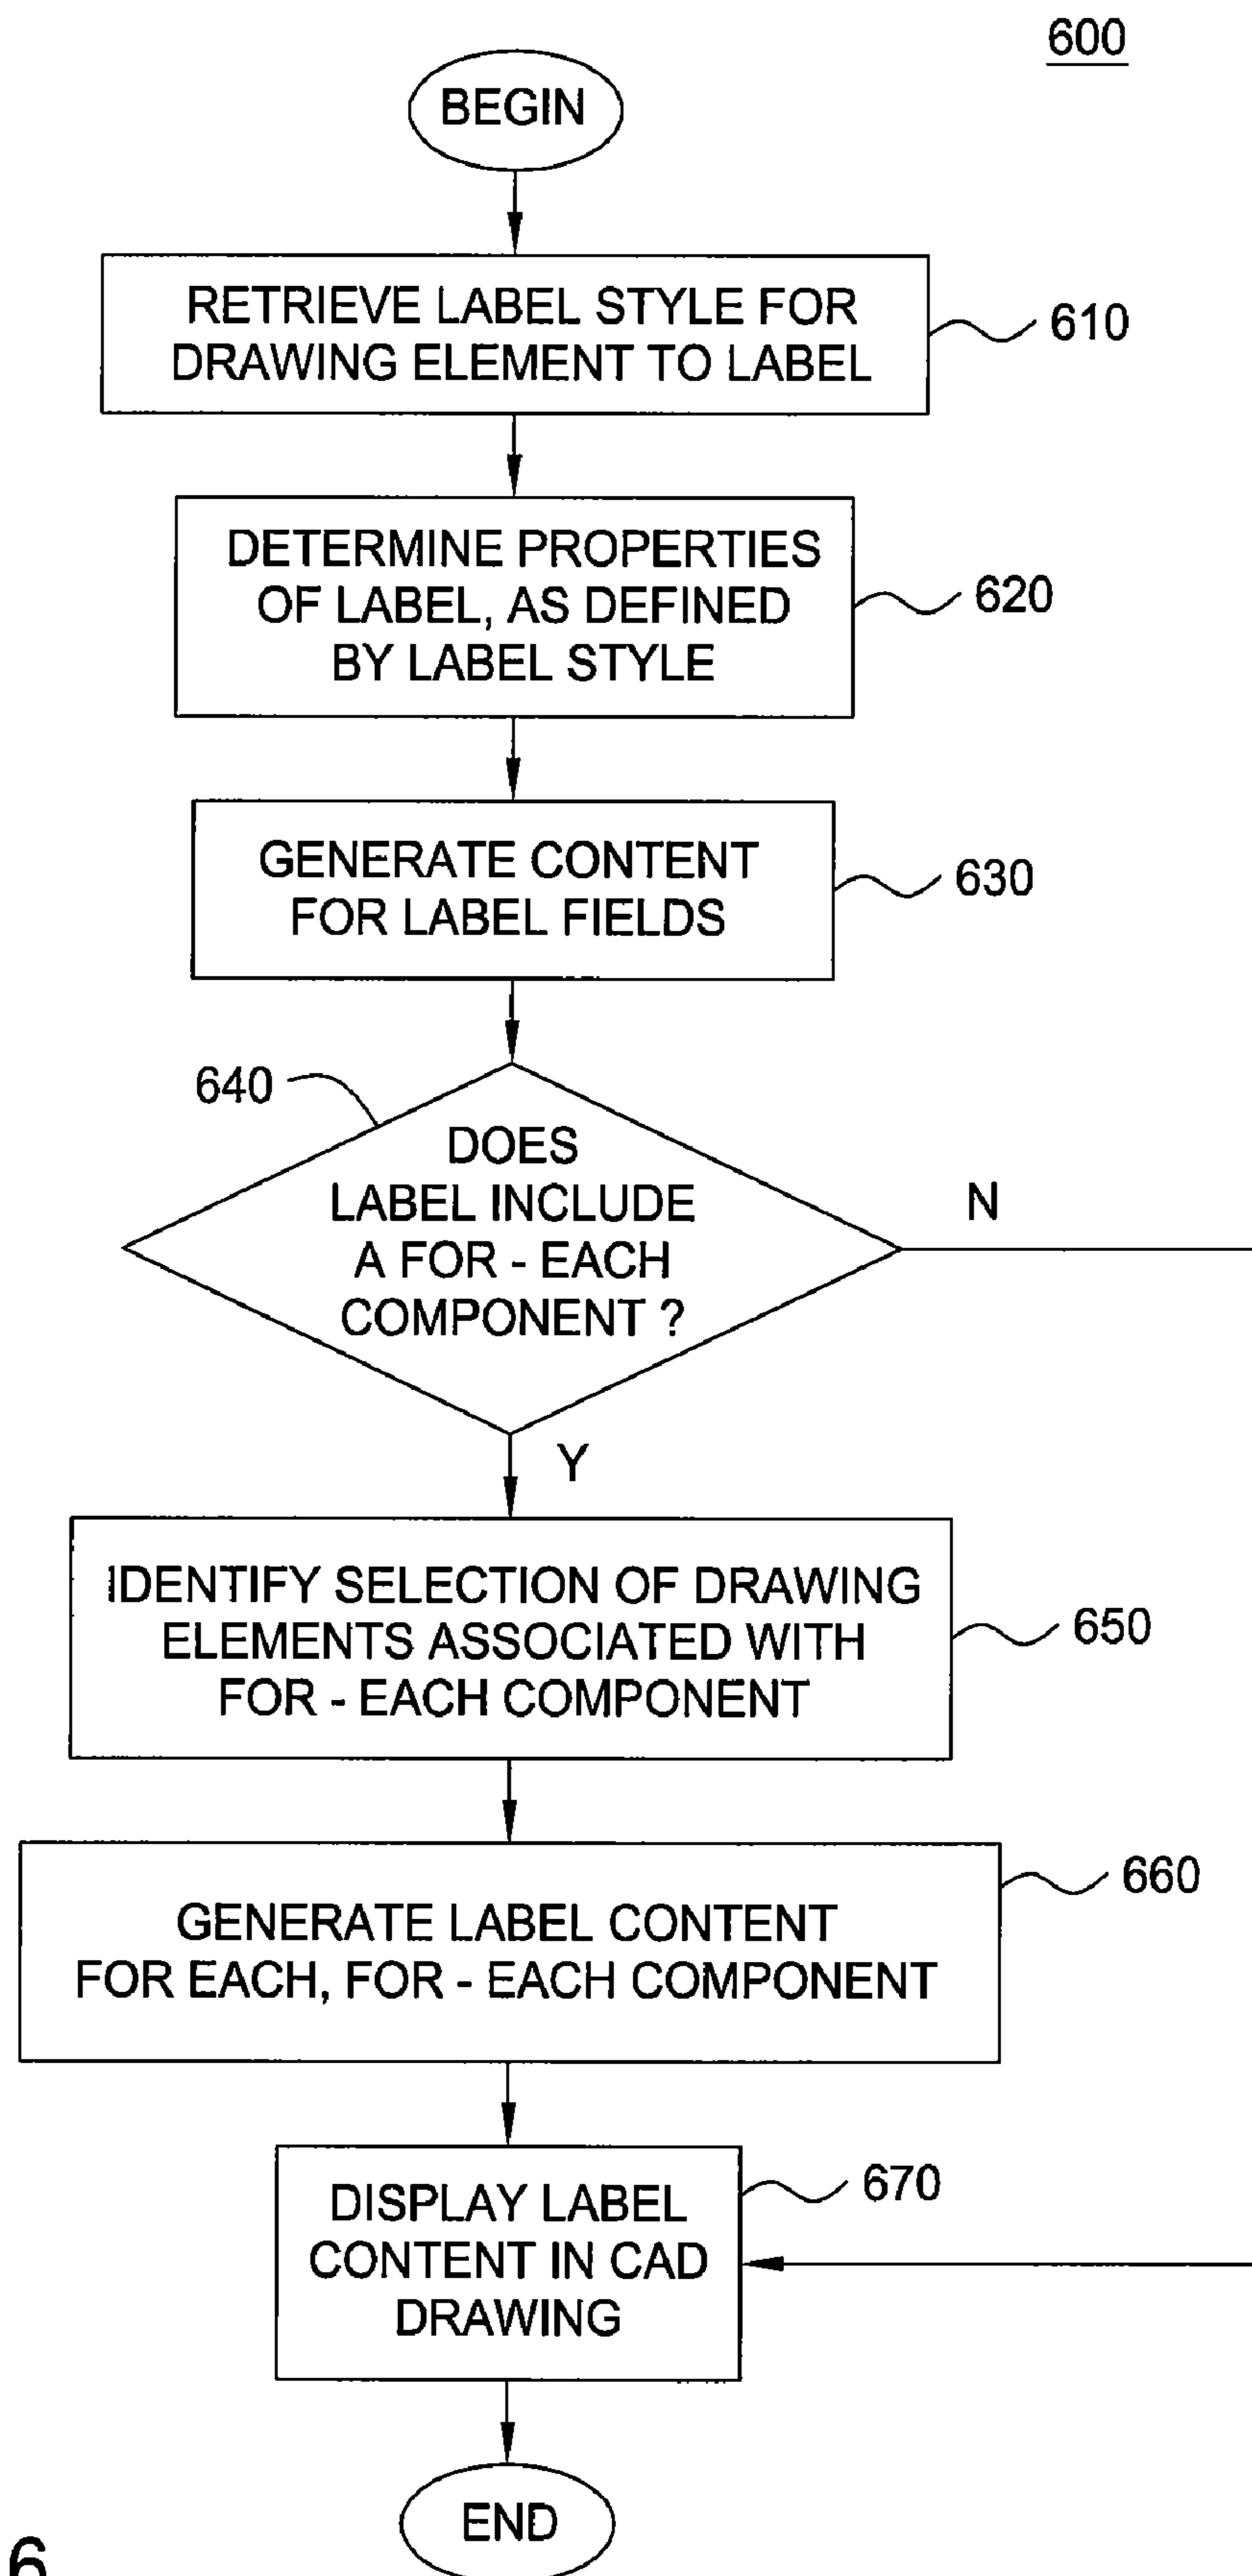 600
BEGIN
RETRIEVE LABEL STYLE FOR
DRAWING ELEMENT TO LABEL
610
DETERMINE PROPERTIES
OF LABEL, AS DEFINED
BY LABEL STYLE
620
GENERATE CONTENT
FOR LABEL FIELDS
630
640
DOES
LABEL INCLUDE
A FOR - EACH
COMPONENT ?
N
Y
IDENTIFY SELECTION OF DRAWING
ELEMENTS ASSOCIATED WITH
FOR - EACH COMPONENT
650
GENERATE LABEL CONTENT
FOR EACH, FOR - EACH COMPONENT
660
DISPLAY LABEL
CONTENT IN CAD
DRAWING
670
END
6